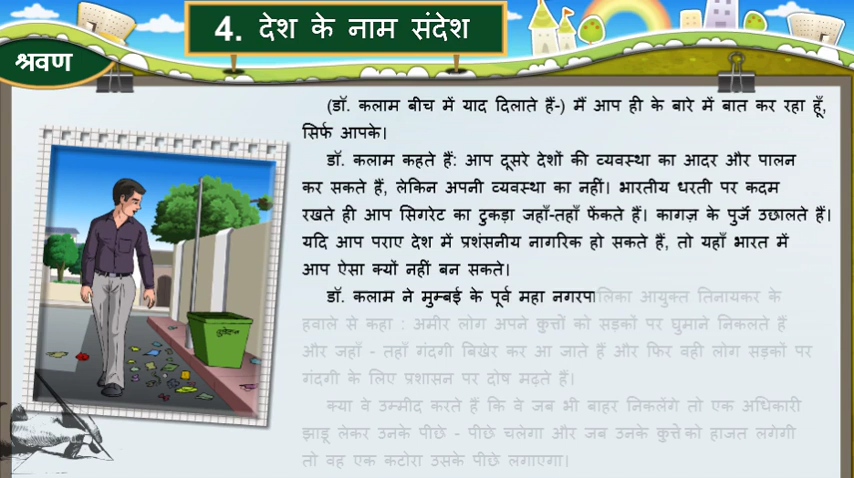 4. देश के नाम संदेश
श्रवण
(डॉ. कलाम बीच में याद दिलाते हैं-) मैं आप ही के बारे में बात कर रहा हूँ,
सिर्फ आपके।
डॉ. कलाम कहते हैं: आप दूसरे देशों की व्यवस्था का आदर और पालन
कर सकते हैं, लेकिन अपनी व्यवस्था का नहीं। भारतीय धरती पर कदम
रखते ही आप सिगरेट का टुकड़ा जहाँ-तहाँ फेंकते हैं। कागज़ के पुर्जे उछालते हैं।
यदि आप पराए देश में प्रशंसनीय नागरिक हो सकते हैं, तो यहाँ भारत में
आप ऐसा क्यों नहीं बन सकते।
डॉ. कलाम ने मुम्बई के पूर्व महा नगरपालिका आयुक्त तिनायकर के
हवाले से कहा : अमीर लोग अपने कुत्तों को सड़कों पर घुमाने निकलते हैं
और जहाँ - तहाँ गंदगी बिखेर कर आ जाते हैं और फिर वही लोग सड़कों पर
गंदगी के लिए प्रशासन पर दोष मढ़ते हैं।
क्या वे उम्मीद करते हैं कि वे जब भी बाहर निकलेंगे तो एक अधिकारी
झाड़ू लेकर उनके पीछे - पीछे चलेगा और जब उनके कुत्ते को हाजत लगेगी
तो वह एक कटोरा उसके पीछे लगाएगा।